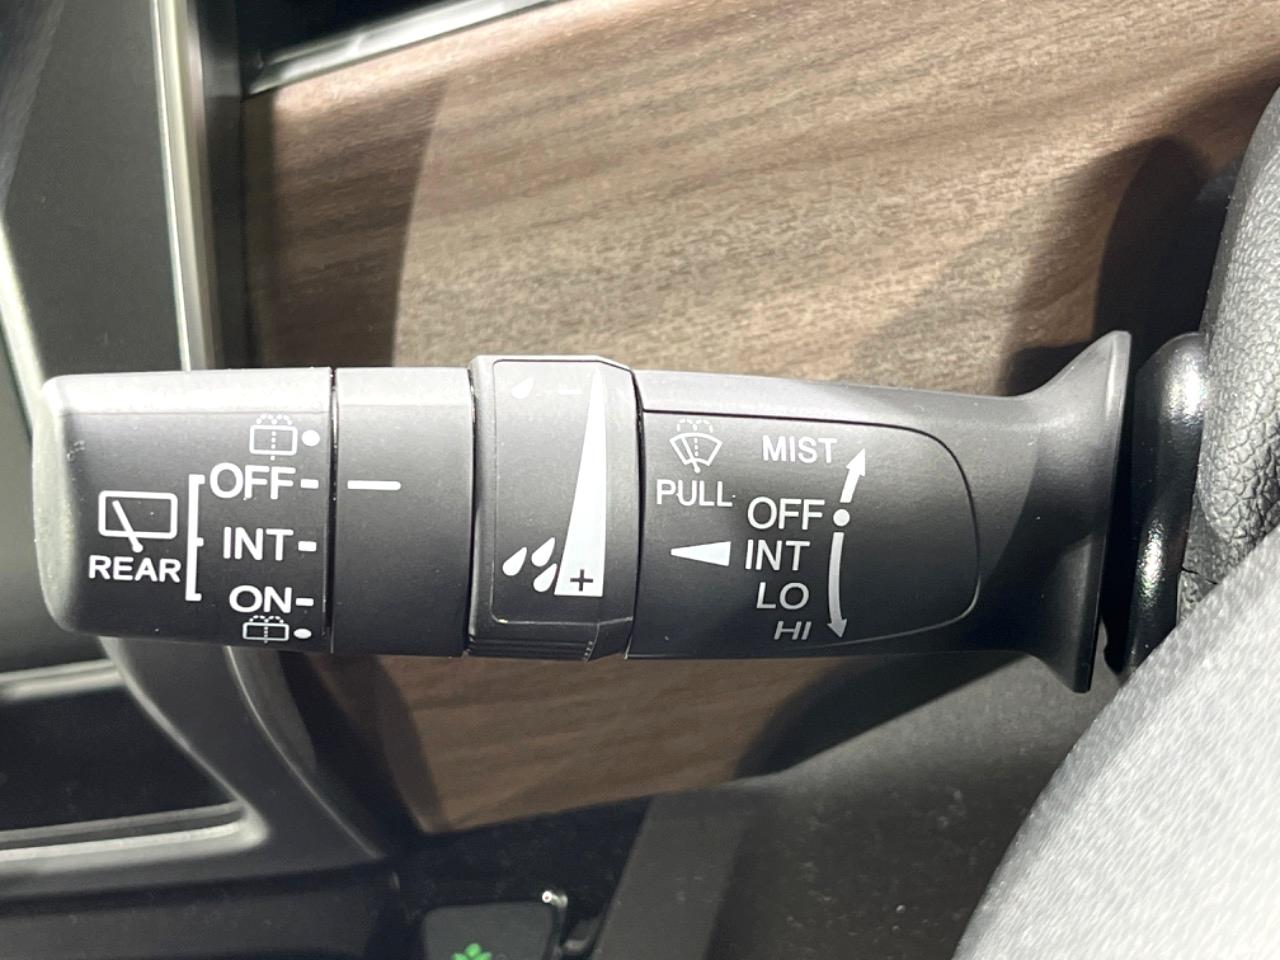 REAR
OFF
INT
ON
- 
+
PULL
MIST
OFF
INT
LO
HI